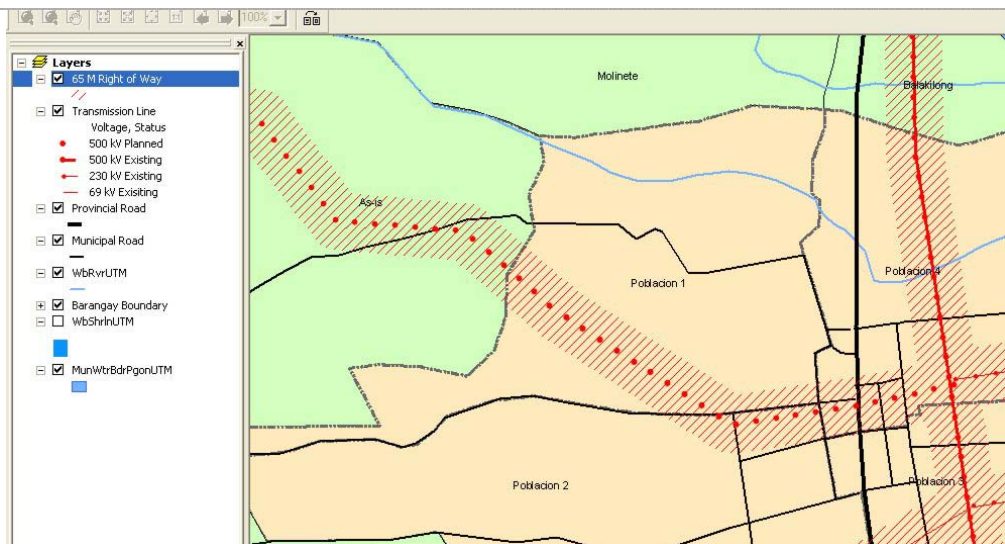 100%
Layers
65 M Right of Way
Transmission Line
Voltage, Status
500 kV Planned
500 kV Existing
230 kV Existing
69 kV Exisiting
Provincial Road
Municipal Road
WbRvrUTM
Barangay Boundary
WbShrlnUTM
MunWtrBdrPgonUTM
Molinete
Balakilong
As-is
Poblacion 4
Poblacion 1
Poblacion 2
Poblacion 3